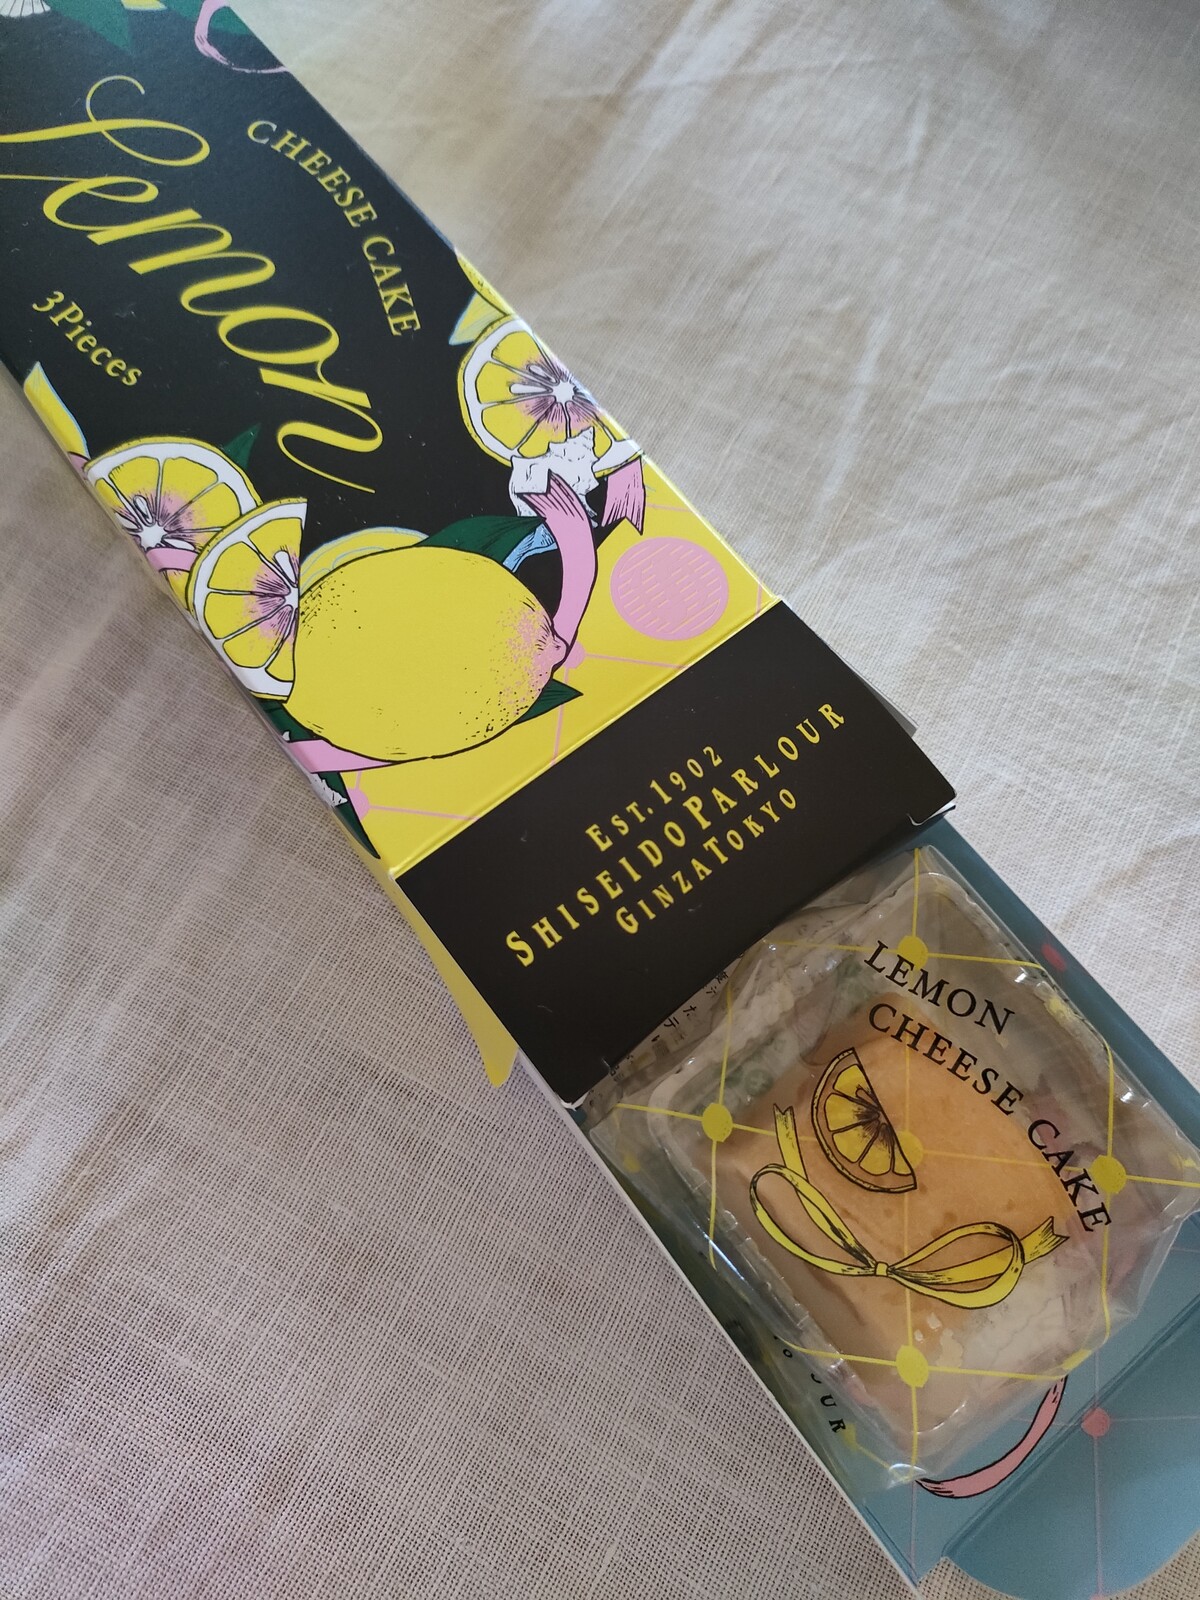 CHEESE CAKE
Lemon
3Pieces
EST.1902
SHISEIDO PARLOUR
GINZA TOKYO
LEMON
CHEESE CAKE